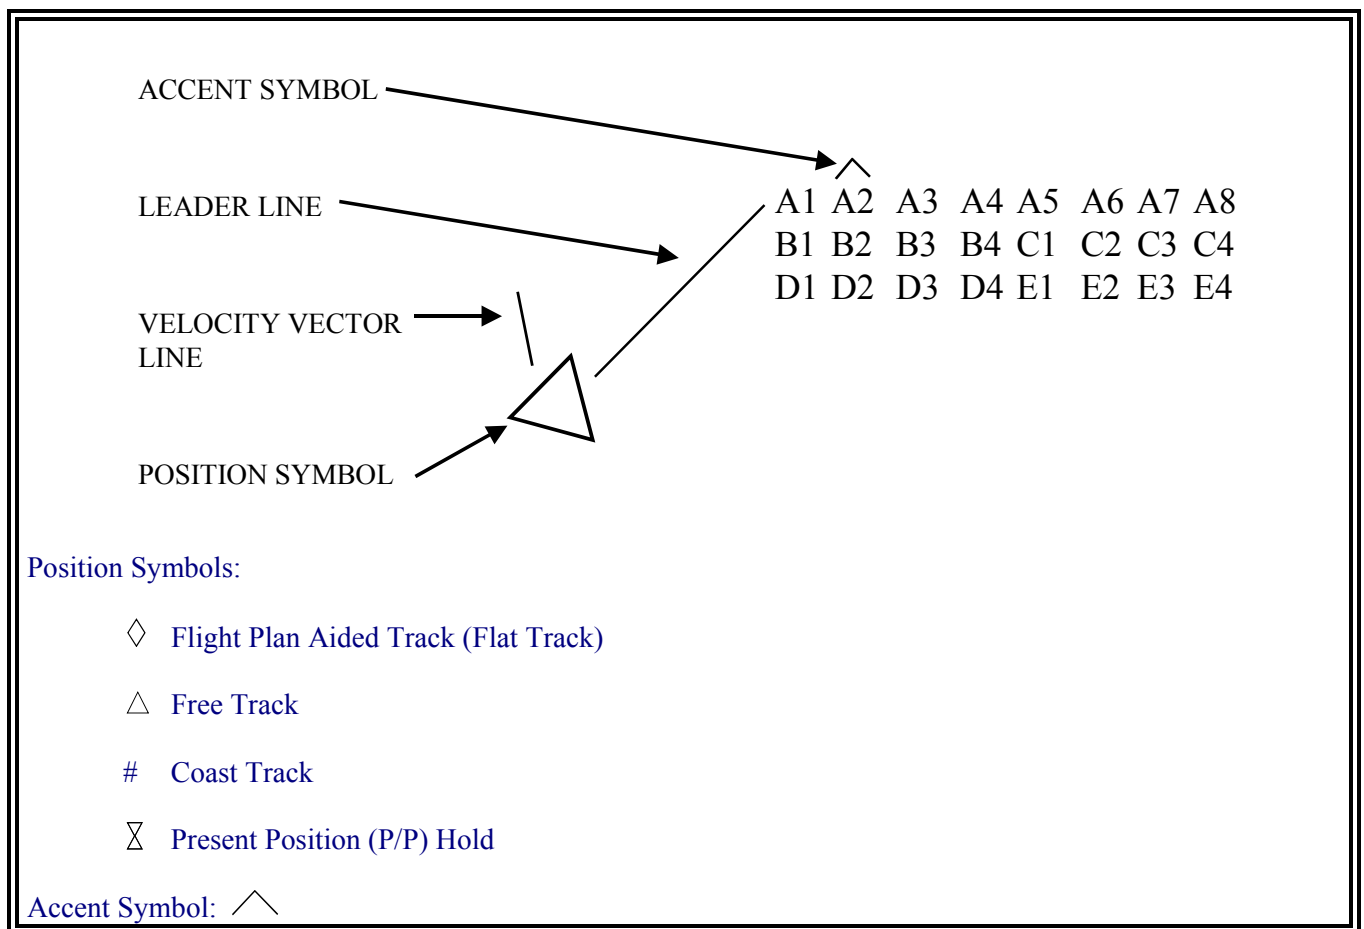 ACCENT SYMBOL
LEADER LINE
A1 A2 A3 A4 A5 A6 A7 A8
B1 B2 B3 B4 C1 C2 C3 C4
D1 D2 D3 D4 E1 E2 E3 E4
VELOCITY VECTOR
LINE
POSITION SYMBOL
Position Symbols:
◊ Flight Plan Aided Track (Flat Track)
△ Free Track
# Coast Track
⧖ Present Position (P/P) Hold
Accent Symbol: ^